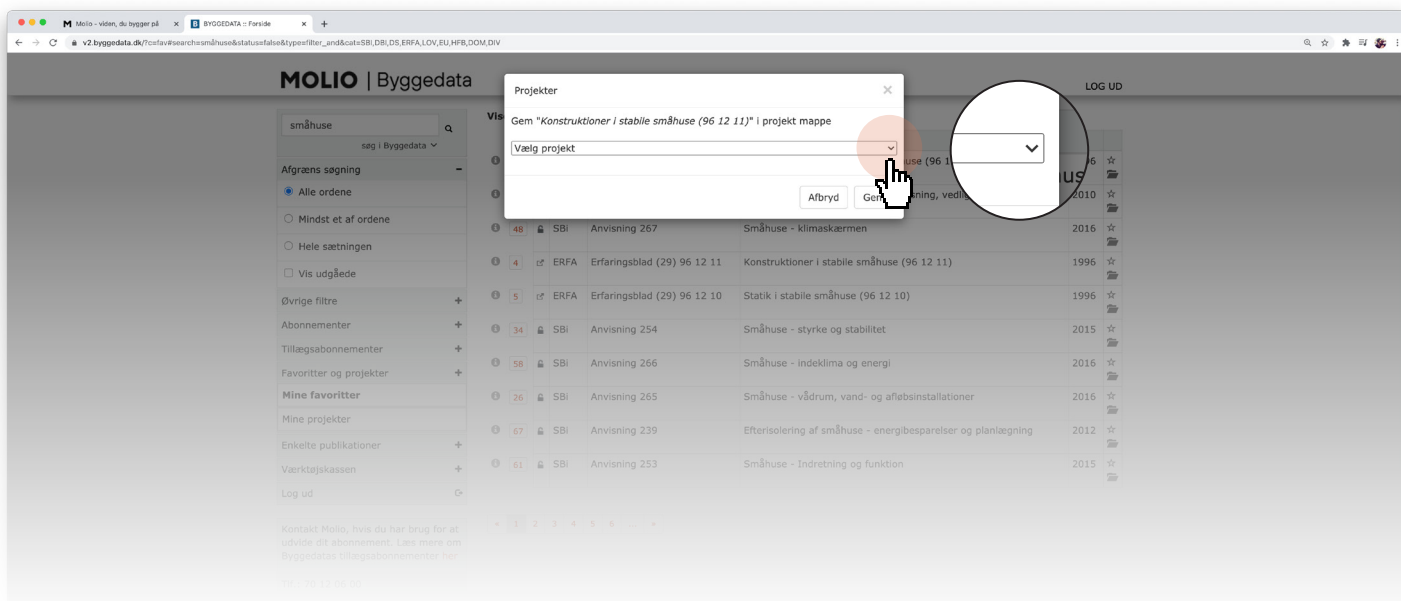 Molio - viden, du bygger på
BYGGEDATA :: Forside
v2.byggedata.dk/?c=fav#search=småhuse&status=false&type=filter_and&cat=SBI,DBI,DS,ERFA,LOV,EU,HFB,DOM,DIV
MOLIO | Byggedata
LOG UD
Projekter
Gem "Konstruktioner i stabile småhuse (96 12 11)" i projekt mappe
Vælg projekt
Afbryd
småhuse
søg i Byggedata
Afgræns søgning
Alle ordene
Mindst et af ordene
Hele sætningen
Vis udgåede
Øvrige filtre
Abonnementer
Tillægsabonnementer
Favoritter og projekter
Mine favoritter
Mine projekter
Enkelte publikationer
Værktøjskassen
Log ud
Kontakt Molio, hvis du har brug for at
udvide dit abonnement. Læs mere om
Byggedatas tillægsabonnementer her
2010
48 SBi Anvisning 267 Småhuse - klimaskærmen 2016
4 ERFA Erfaringsblad (29) 96 12 11 Konstruktioner i stabile småhuse (96 12 11) 1996
5 ERFA Erfaringsblad (29) 96 12 10 Statik i stabile småhuse (96 12 10) 1996
34 SBi Anvisning 254 Småhuse - styrke og stabilitet 2015
58 SBi Anvisning 266 Småhuse - indeklima og energi 2016
26 SBi Anvisning 265 Småhuse - vådrum, vand- og afløbsinstallationer 2016
67 SBi Anvisning 239 Efterisolering af småhuse - energibesparelser og planlægning 2012
61 SBi Anvisning 253 Småhuse - Indretning og funktion 2015
« 1 2 3 4 5 6 ... »